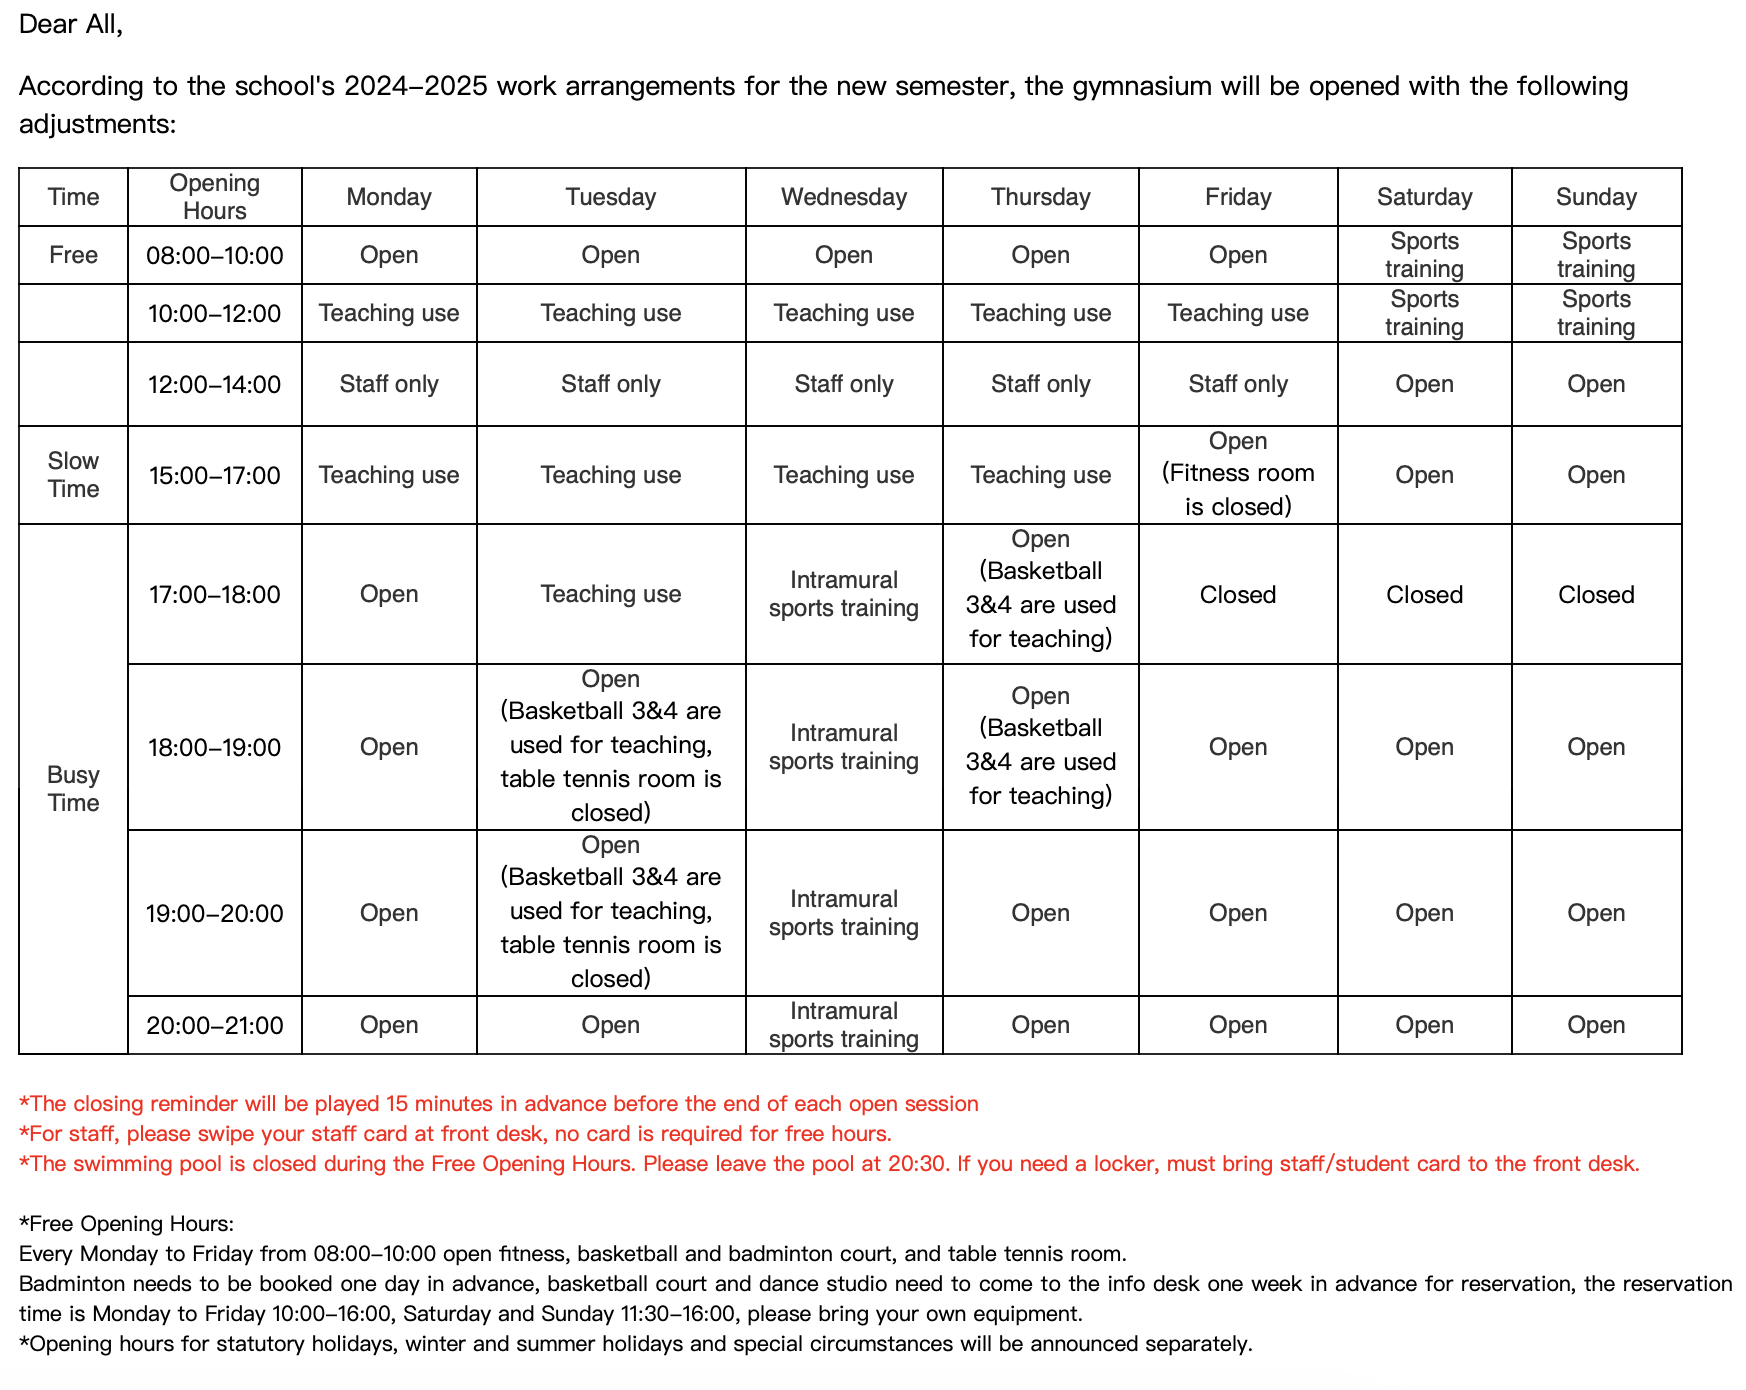 Dear All,
According to the school's 2024–2025 work arrangements for the new semester, the gymnasium will be opened with the following
adjustments:
Time Opening Hours Monday Tuesday Wednesday Thursday Friday Saturday Sunday
Free 08:00–10:00 Open Open Open Open Open Sports training Sports training
10:00–12:00 Teaching use Teaching use Teaching use Teaching use Teaching use Sports training Sports training
12:00–14:00 Staff only Staff only Staff only Staff only Staff only Open Open
Slow Time 15:00–17:00 Teaching use Teaching use Teaching use Teaching use Open (Fitness room is closed) Open Open
Busy Time 17:00–18:00 Open Teaching use Intramural sports training Open (Basketball 3&4 are used for teaching) Closed Closed Closed
18:00–19:00 Open Open (Basketball 3&4 are used for teaching, table tennis room is closed) Intramural sports training Open (Basketball 3&4 are used for teaching) Open Open Open
19:00–20:00 Open Open (Basketball 3&4 are used for teaching, table tennis room is closed) Intramural sports training Open Open Open Open
20:00–21:00 Open Open Intramural sports training Open Open Open Open
*The closing reminder will be played 15 minutes in advance before the end of each open session
*For staff, please swipe your staff card at front desk, no card is required for free hours.
*The swimming pool is closed during the Free Opening Hours. Please leave the pool at 20:30. If you need a locker, must bring staff/student card to the front desk.
*Free Opening Hours:
Every Monday to Friday from 08:00–10:00 open fitness, basketball and badminton court, and table tennis room.
Badminton needs to be booked one day in advance, basketball court and dance studio need to come to the info desk one week in advance for reservation, the reservation
time is Monday to Friday 10:00–16:00, Saturday and Sunday 11:30–16:00, please bring your own equipment.
*Opening hours for statutory holidays, winter and summer holidays and special circumstances will be announced separately.